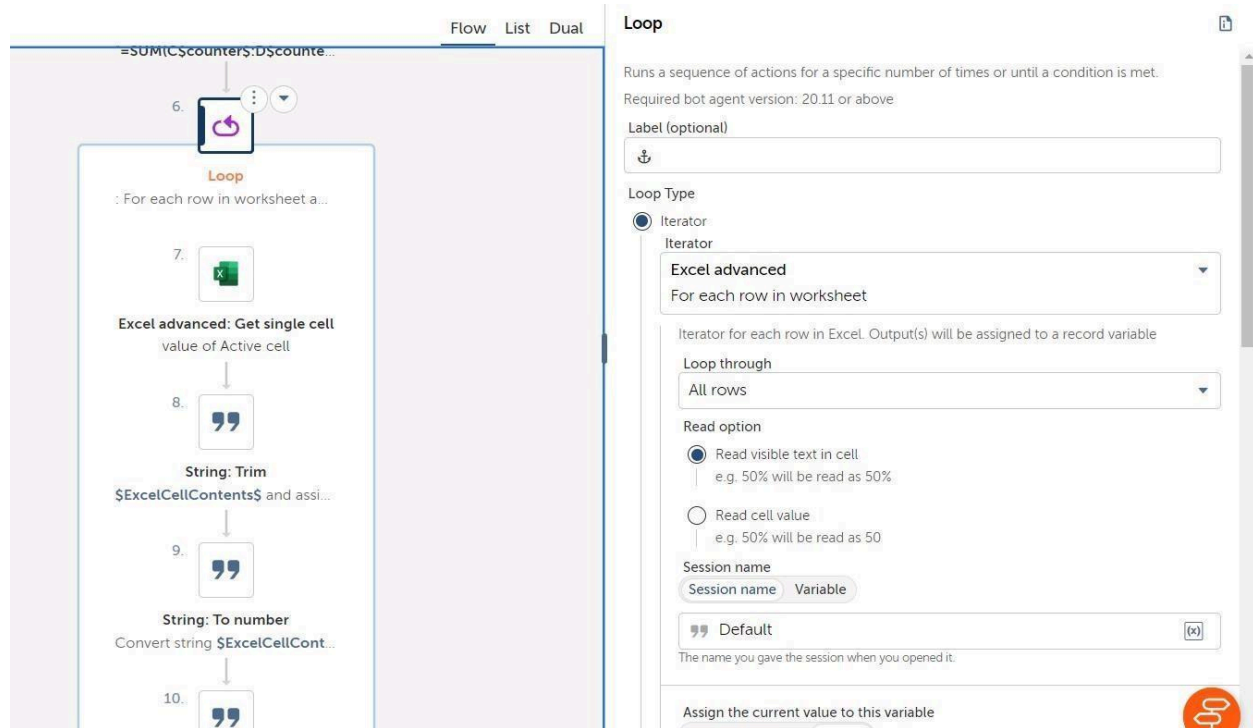 Flow List Dual
"=SUM(C$counter$:D$counte...
6.
Loop
: For each row in worksheet a...
7.
Excel advanced: Get single cell
value of Active cell
8.
String: Trim
$ExcelCellContents$ and assi...
9.
String: To number
Convert string $ExcelCellCont...
10.
Loop
Runs a sequence of actions for a specific number of times or until a condition is met.
Required bot agent version: 20.11 or above
Label (optional)
Loop Type
Iterator
Iterator
Excel advanced
For each row in worksheet
Iterator for each row in Excel. Output(s) will be assigned to a record variable
Loop through
All rows
Read option
Read visible text in cell
e.g. 50% will be read as 50%
Read cell value
e.g. 50% will be read as 50
Session name
Session name Variable
Default
(x)
The name you gave the session when you opened it.
Assign the current value to this variable